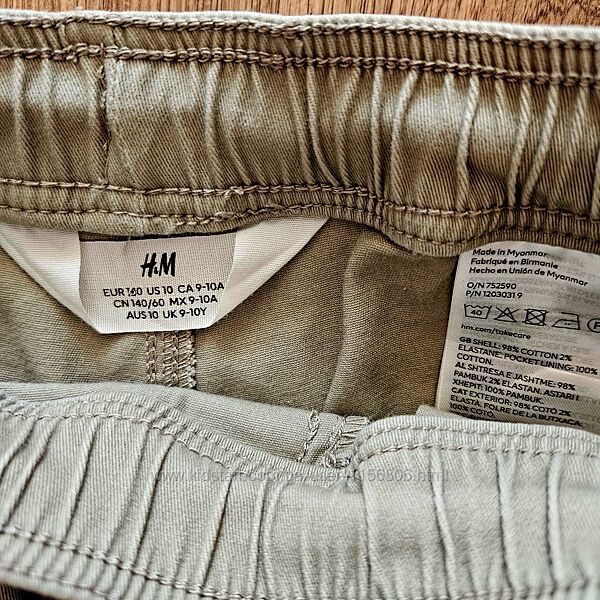 H&M
EUR 140 US 10 CA 9-10A
CN 140/60 MX 9-10A
AUS 10 UK 9-10Y
Made in Myanmar
Fabriqué en Birmanie
Hecho en Unión de Myanmar
O/N 752590
P/N 12030319
40
P
hm.com/takecare
GB SHELL: 98% COTTON 2%
ELASTANE; POCKET LINING: 100%
COTTON.
AL SHTRESA E JASHTME: 98%
PAMBUK 2% ELASTAN, ASTARI I
XHEPIT: 100% PAMBUK.
CAT EXTERIOR: 98% COTÓ 2%
ELASTÀ, FOLRE DE LA BUTXACA:
100% COTÓ.